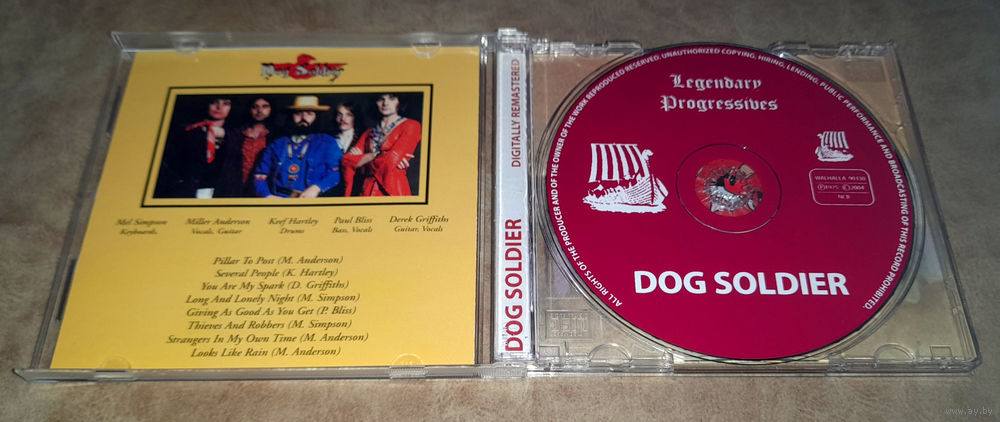 Dog Soldier
Mel Simpson
Keyboards,
Miller Anderson
Vocals, Guitar
Keef Hartley
Drums
Paul Bliss
Bass, Vocals
Derek Griffiths
Guitar, Vocals
Pillar To Post (M. Anderson)
Several People (K. Hartley)
You Are My Spark (D. Griffiths)
Long And Lonely Night (M. Simpson)
Giving As Good As You Get (P. Bliss)
Thieves And Robbers (M. Simpson)
Strangers In My Own Time (M. Anderson)
Looks Like Rain (M. Anderson)
DOG SOLDIER
DIGITALLY REMASTERED
ALL RIGHTS OF THE PRODUCER AND OF THE OWNER OF THE WORK REPRODUCED RESERVED. UNAUTHORIZED COPYING, HIRING, LENDING, PUBLIC PERFORMANCE AND BROADCASTING OF THIS RECORD PROHIBITED.
Legendary
Progressives
WALHALLA 90330
℗1975 ©2004
DOG SOLDIER
www.ay.by